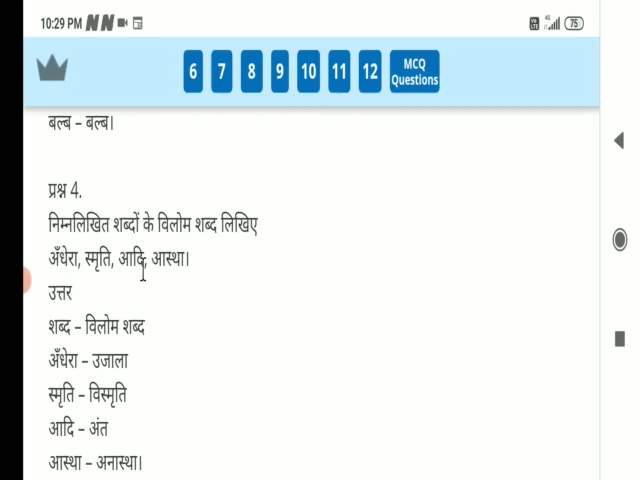 10:29 PM
4G
75
6 7 8 9 10 11 12 MCQ Questions
बल्ब – बल्ब।
प्रश्न 4.
निम्नलिखित शब्दों के विलोम शब्द लिखिए
अँधेरा, स्मृति, आदि, आस्था।
उत्तर
शब्द – विलोम शब्द
अँधेरा – उजाला
स्मृति – विस्मृति
आदि – अंत
आस्था – अनास्था।